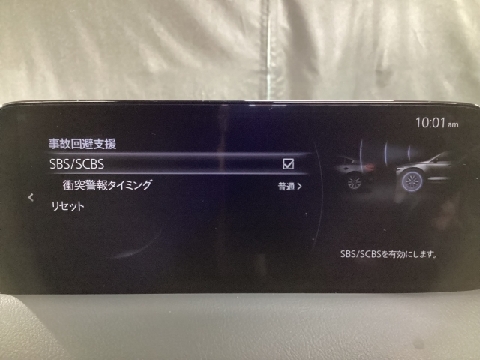 10:01 AM
事故回避支援
SBS/SCBS
衝突警報タイミング 普通
リセット
SBS/SCBSを有効にします。